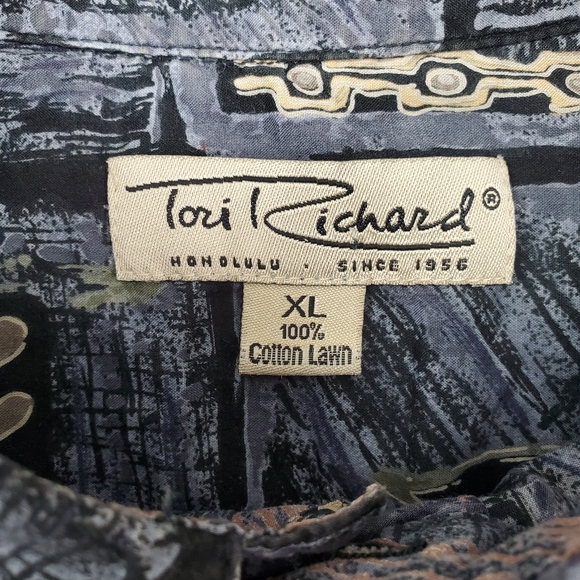 Tori Richard®
HONOLULU · SINCE 1956
XL
100%
Cotton Lawn